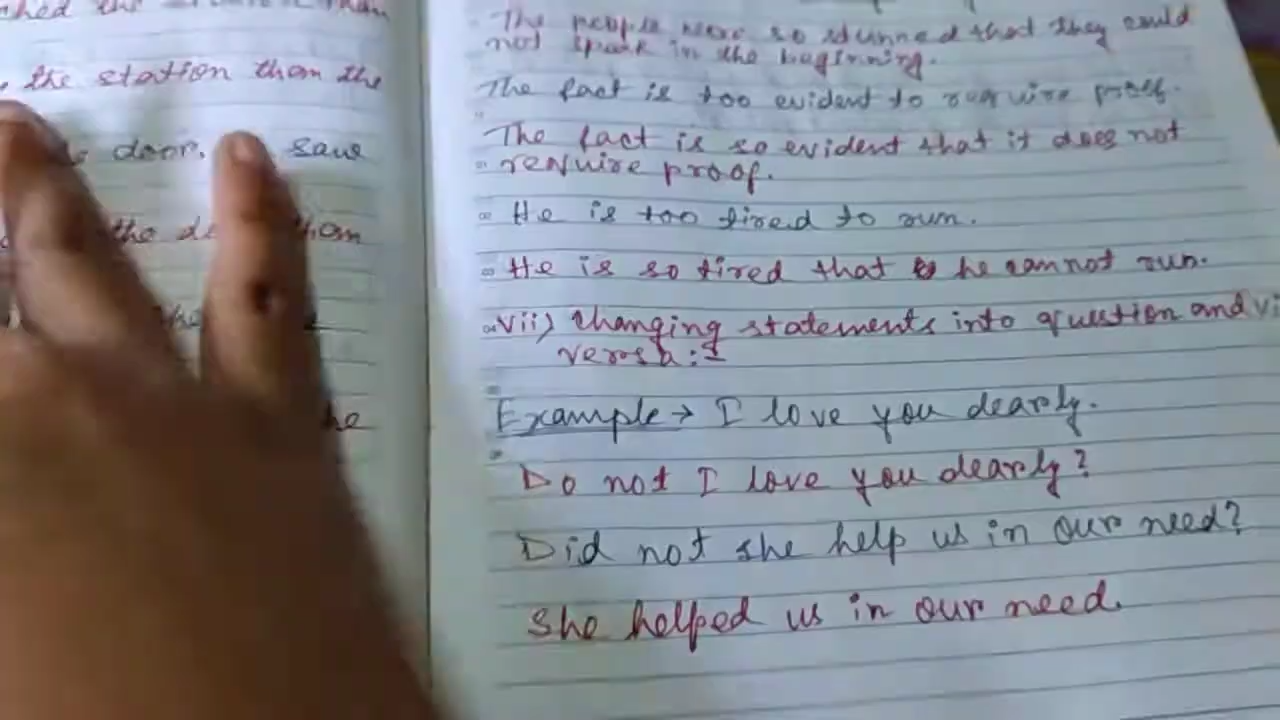 the
the station than the
door. saw
the
he
The people were so stunned that they could
not speak in the beginning.
The fact is too evident to require proof.
The fact is so evident that it does not
require proof.
He is too tired to run.
He is so tired that he cannot run.
vii) Changing statements into question and vi
versa:-
Example → I love you dearly.
Do not I love you dearly?
Did not she help us in our need?
She helped us in our need.